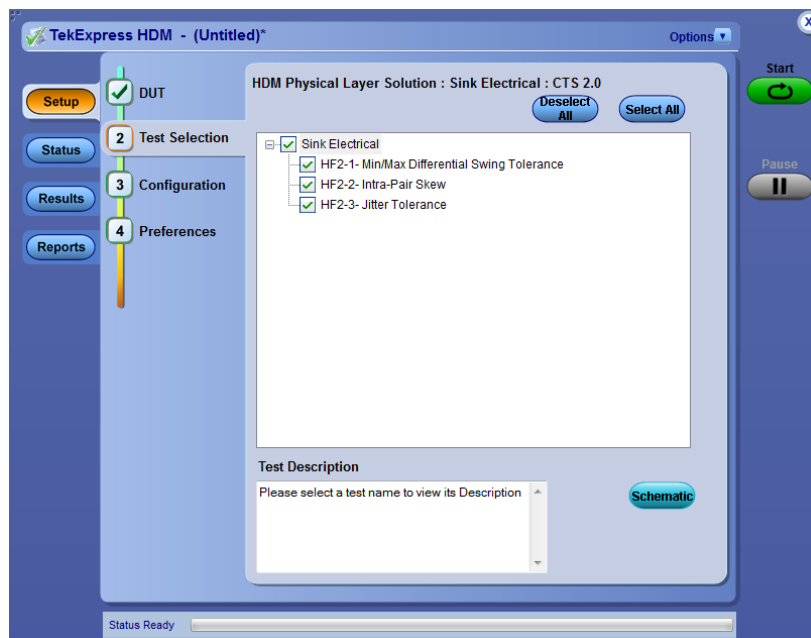 TekExpress HDM - (Untitled)*
Options
X
Start
Pause
Setup
Status
Results
Reports
DUT
2 Test Selection
3 Configuration
4 Preferences
HDM Physical Layer Solution : Sink Electrical : CTS 2.0
Deselect
All
Select All
Sink Electrical
HF2-1- Min/Max Differential Swing Tolerance
HF2-2- Intra-Pair Skew
HF2-3- Jitter Tolerance
Test Description
Please select a test name to view its Description
Schematic
Status Ready